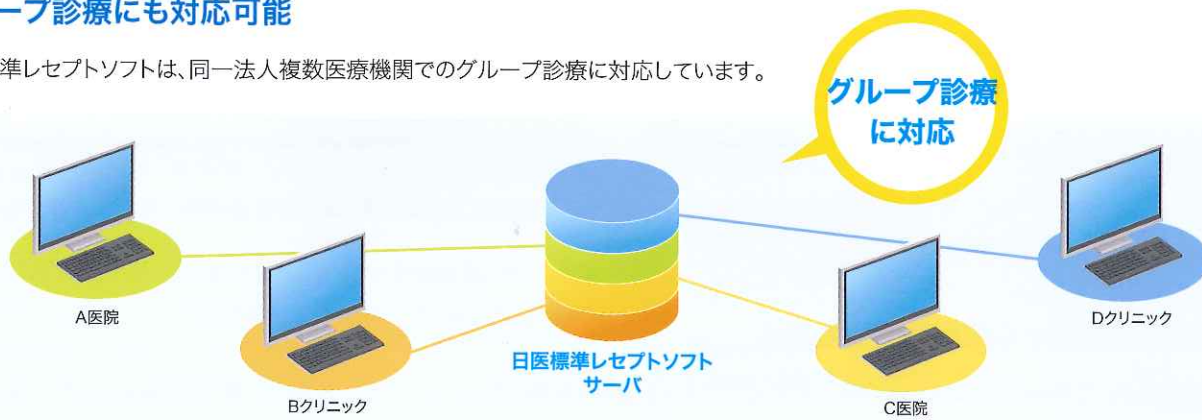 ープ診療にも対応可能
準レセプトソフトは、同一法人複数医療機関でのグループ診療に対応しています。
グループ診療
に対応
A医院
Bクリニック
日医標準レセプトソフト
サーバ
C医院
Dクリニック